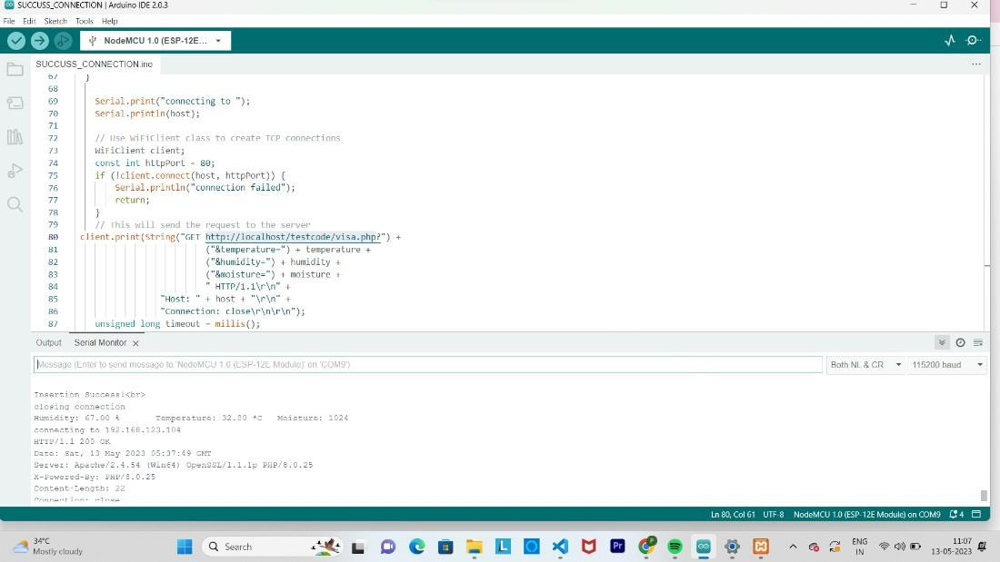 SUCCUSS_CONNECTION | Arduino IDE 2.0.3
File Edit Sketch Tools Help
NodeMCU 1.0 (ESP-12E...
SUCCUSS_CONNECTION.ino
67 }
68
69 Serial.print("connecting to ");
70 Serial.println(host);
71
72 // Use WiFiClient class to create TCP connections
73 WiFiClient client;
74 const int httpPort = 80;
75 if (!client.connect(host, httpPort)) {
76 Serial.println("connection failed");
77 return;
78 }
79 // This will send the request to the server
80 client.print(String("GET http://localhost/testcode/visa.php?") +
81 ("&temperature=") + temperature +
82 ("&humidity=") + humidity +
83 ("&moisture=") + moisture +
84 " HTTP/1.1\r\n" +
85 "Host: " + host + "\r\n" +
86 "Connection: close\r\n\r\n");
87 unsigned long timeout = millis();
Output Serial Monitor
Message (Enter to send message to 'NodeMCU 1.0 (ESP-12E Module)' on 'COM9')
Both NL & CR
115200 baud
Insertion Success!<br>
closing connection
Humidity: 67.00 % Temperature: 32.80 *C Moisture: 1024
connecting to 192.168.123.104
HTTP/1.1 200 OK
Date: Sat, 13 May 2023 05:37:49 GMT
Server: Apache/2.4.54 (Win64) OpenSSL/1.1.1p PHP/8.0.25
X-Powered-By: PHP/8.0.25
Content-Length: 22
Connection: close
Ln 80, Col 61 UTF-8 NodeMCU 1.0 (ESP-12E Module) on COM9 4
34°C
Mostly cloudy
Search
L
Pr
P
ENG
IN
11:07
13-05-2023